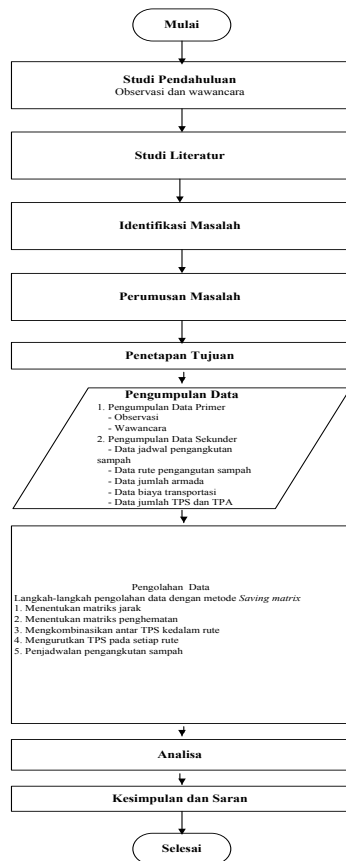 Mulai
Studi Pendahuluan
Observasi dan wawancara
Studi Literatur
Identifikasi Masalah
Perumusan Masalah
Penetapan Tujuan
Pengumpulan Data
1. Pengumpulan Data Primer
- Observasi
- Wawancara
2. Pengumpulan Data Sekunder
- Data jadwal pengangkutan
sampah
- Data rute pengangutan sampah
- Data jumlah armada
- Data biaya transportasi
- Data jumlah TPS dan TPA
Pengolahan Data
Langkah-langkah pengolahan data dengan metode Saving matrix
1. Menentukan matriks jarak
2. Menentukan matriks penghematan
3. Mengkombinasikan antar TPS kedalam rute
4. Mengurutkan TPS pada setiap rute
5. Penjadwalan pengangkutan sampah
Analisa
Kesimpulan dan Saran
Selesai